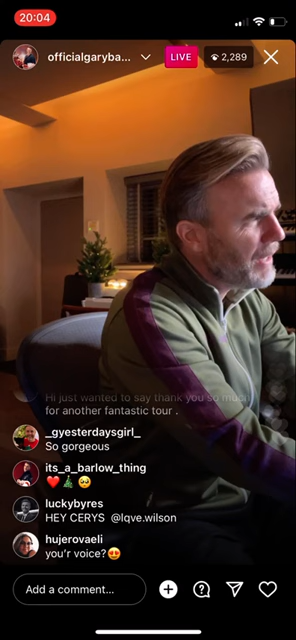 20:04
officialgaryba...
LIVE
2,289
Hi just wanted to say thank you so much
for another fantastic tour .
_gyesterdaysgirl_
So gorgeous
its_a_barlow_thing
❤️🎄🥺
luckybyres
HEY CERYS @lqve.wilson
hujerovaeli
you'r voice?😍
Add a comment...